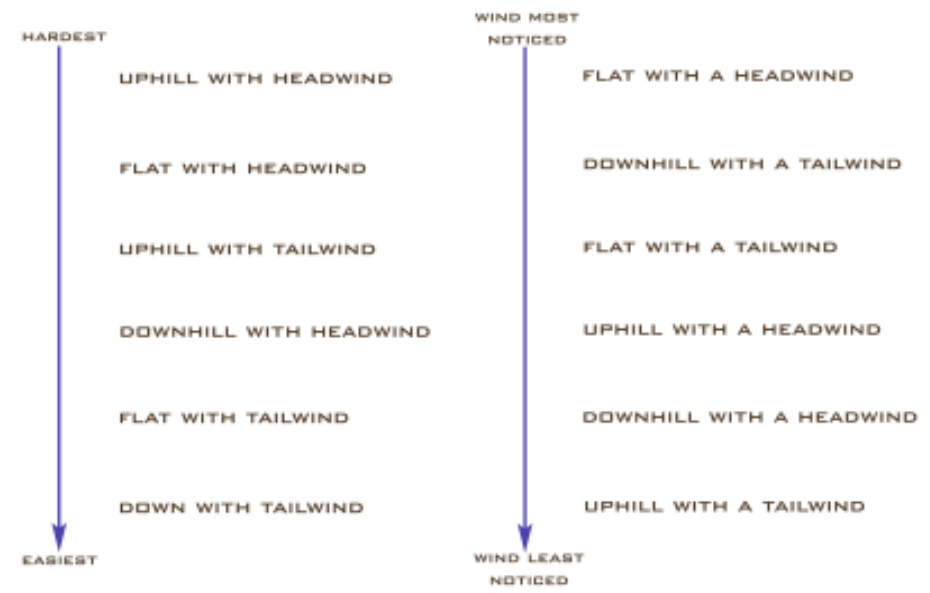 HARDEST
UPHILL WITH HEADWIND
FLAT WITH HEADWIND
UPHILL WITH TAILWIND
DOWNHILL WITH HEADWIND
FLAT WITH TAILWIND
DOWN WITH TAILWIND
EASIEST
WIND MOST
NOTICED
FLAT WITH A HEADWIND
DOWNHILL WITH A TAILWIND
FLAT WITH A TAILWIND
UPHILL WITH A HEADWIND
DOWNHILL WITH A HEADWIND
UPHILL WITH A TAILWIND
WIND LEAST
NOTICED